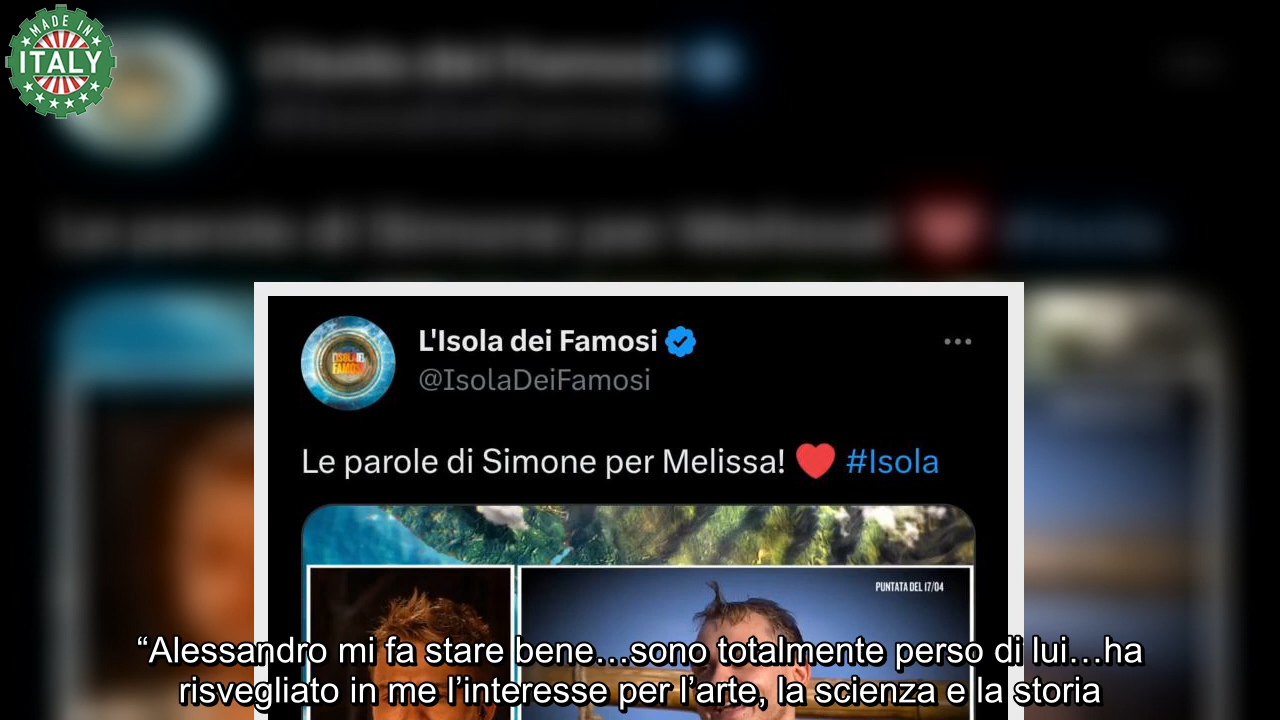 MADE IN
ITALY
L'Isola dei Famosi
@IsolaDeiFamosi
Le parole di Simone per Melissa! ❤️ #Isola
PUNTATA DEL 17/04
“Alessandro mi fa stare bene…sono totalmente perso di lui…ha
risvegliato in me l’interesse per l’arte, la scienza e la storia